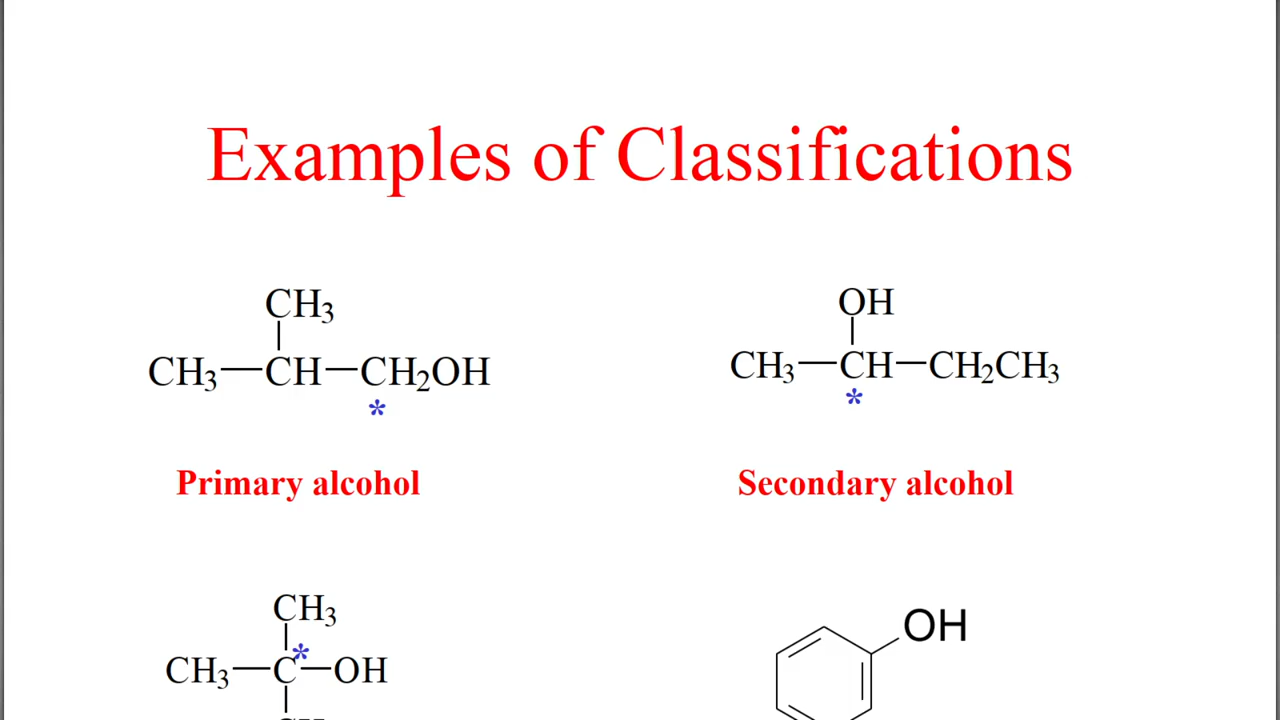 Examples of Classifications
CH3
CH3—CH—CH2OH
*
Primary alcohol
OH
CH3—CH—CH2CH3
*
Secondary alcohol
CH3
CH3—C*—OH
OH